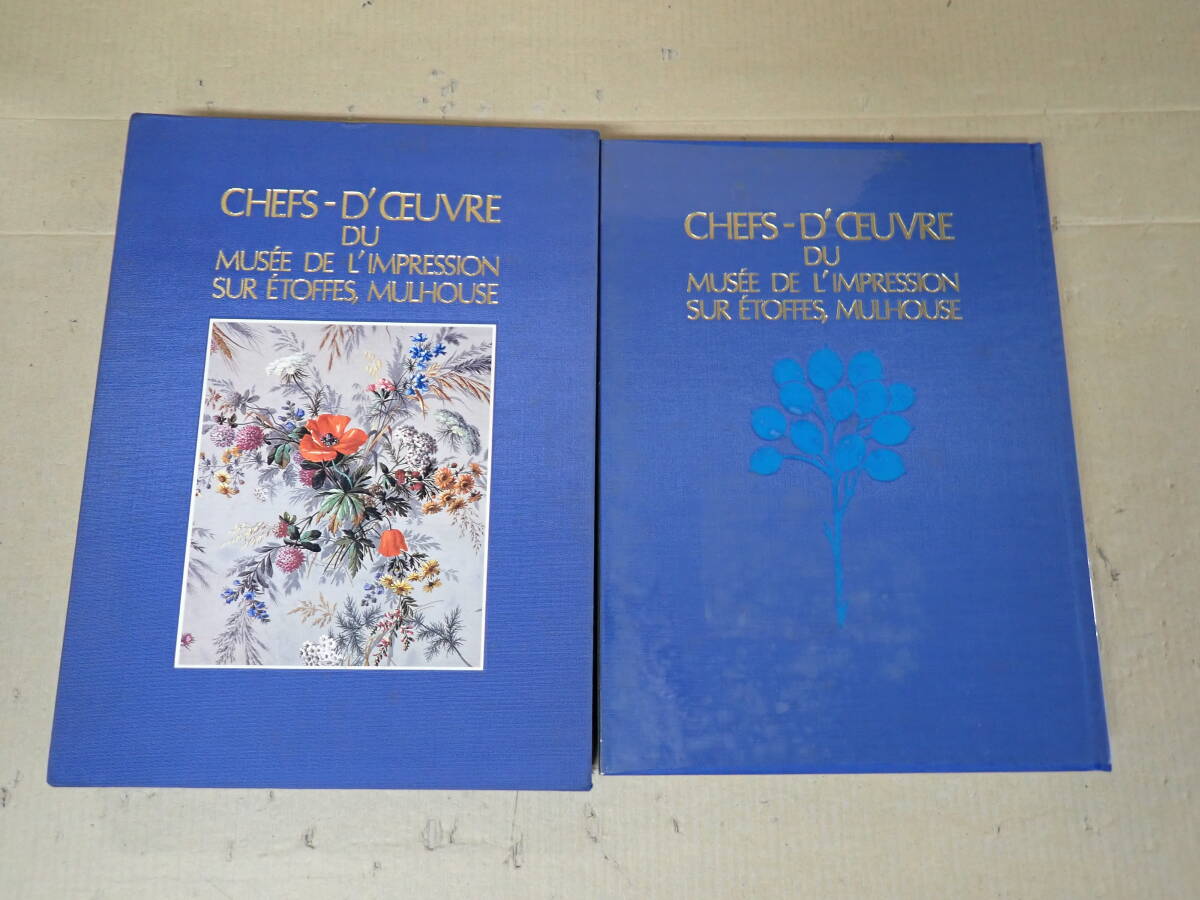 CHEFS-D'ŒUVRE
DU
MUSÉE DE L'IMPRESSION
SUR ÉTOFFES, MULHOUSE
CHEFS-D'ŒUVRE
DU
MUSÉE DE L'IMPRESSION
SUR ÉTOFFES, MULHOUSE